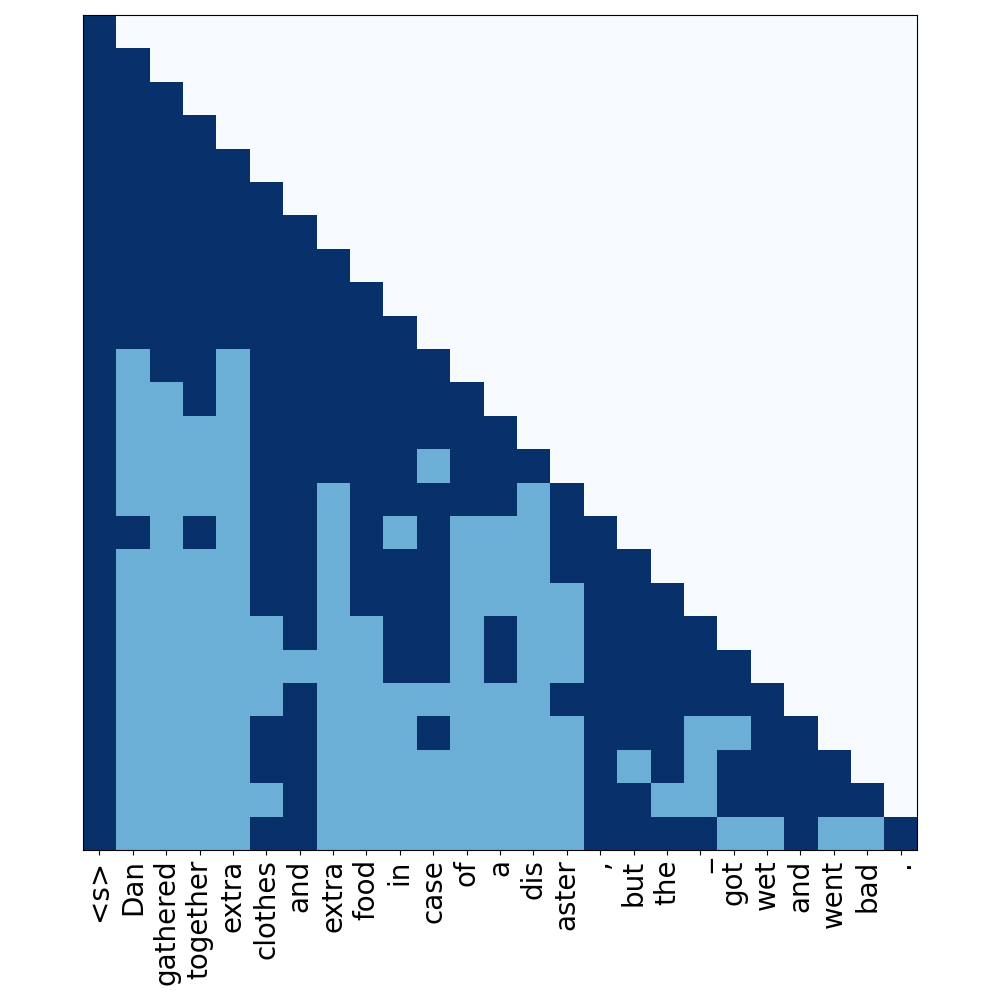 <s>
Dan
gathered
together
extra
clothes
and
extra
food
in
case
of
a
dis
aster
,
but
the
_
got
wet
and
went
bad
.